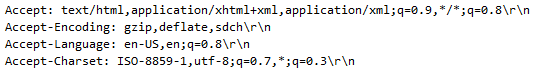 Accept: text/html,application/xhtml+xml,application/xml;q=0.9,*/*;q=0.8\r\n
Accept-Encoding: gzip,deflate,sdch\r\n
Accept-Language: en-US,en;q=0.8\r\n
Accept-Charset: ISO-8859-1,utf-8;q=0.7,*;q=0.3\r\n